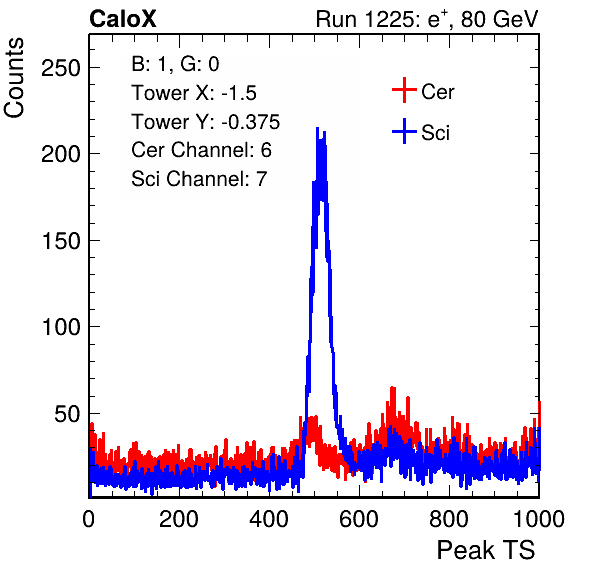 CaloX
Run 1225: e+, 80 GeV
Counts
250
200
150
100
50
B: 1, G: 0
Tower X: -1.5
Tower Y: -0.375
Cer Channel: 6
Sci Channel: 7
Cer
Sci
0 200 400 600 800 1000
Peak TS